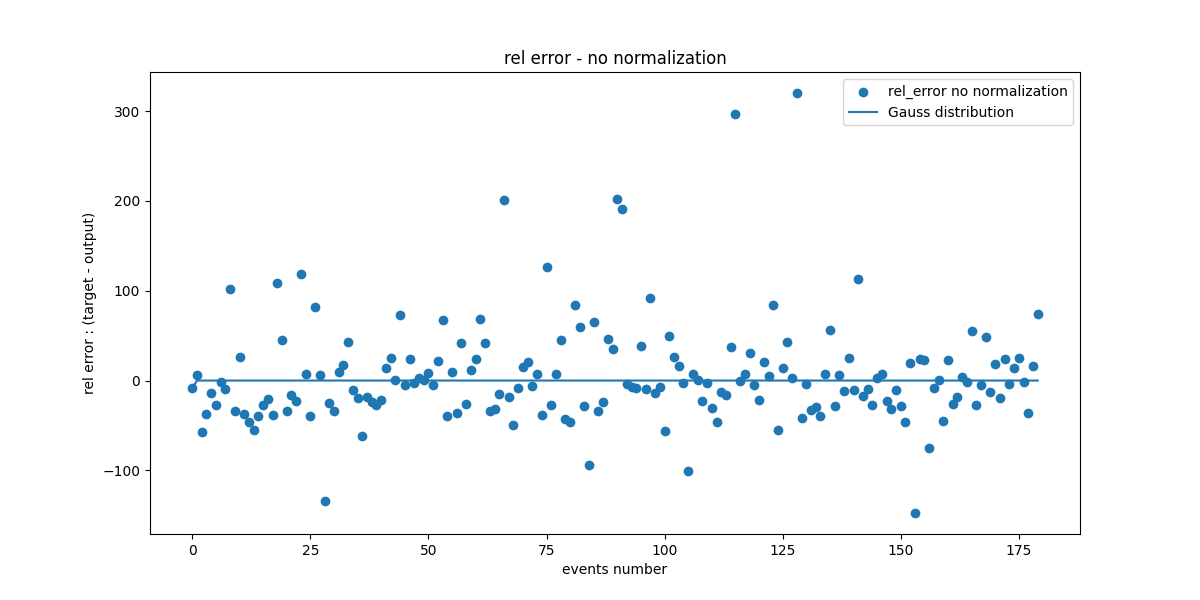 rel error - no normalization
rel_error no normalization
Gauss distribution
300
200
100
0
−100
rel error : (target - output)
0
25
50
75
100
125
150
175
events number